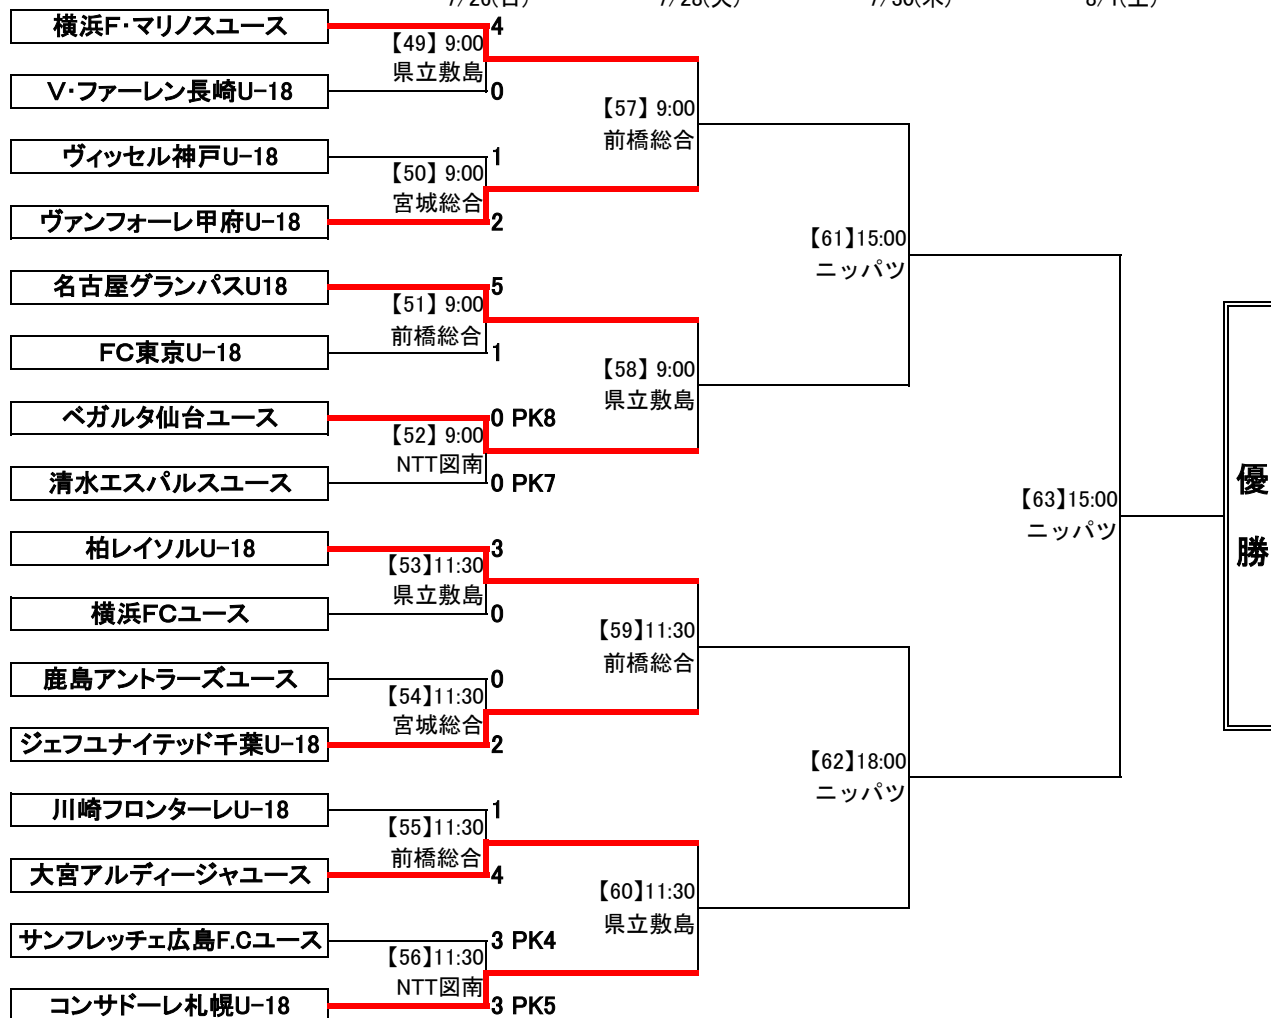 7/26(日) 7/28(火) 7/30(木) 8/1(土)
横浜F・マリノスユース 4
【49】 9:00
県立敷島
V・ファーレン長崎U-18 0
【57】 9:00
前橋総合
ヴィッセル神戸U-18 1
【50】 9:00
宮城総合
ヴァンフォーレ甲府U-18 2
【61】15:00
ニッパツ
名古屋グランパスU18 5
【51】 9:00
前橋総合
FC東京U-18 1
【58】 9:00
県立敷島
ベガルタ仙台ユース 0 PK8
【52】 9:00
NTT図南
清水エスパルスユース 0 PK7
【63】15:00
ニッパツ
優
勝
柏レイソルU-18 3
【53】11:30
県立敷島
横浜FCユース 0
【59】11:30
前橋総合
鹿島アントラーズユース 0
【54】11:30
宮城総合
ジェフユナイテッド千葉U-18 2
【62】18:00
ニッパツ
川崎フロンターレU-18 1
【55】11:30
前橋総合
大宮アルディージャユース 4
【60】11:30
県立敷島
サンフレッチェ広島F.Cユース 3 PK4
【56】11:30
NTT図南
コンサドーレ札幌U-18 3 PK5